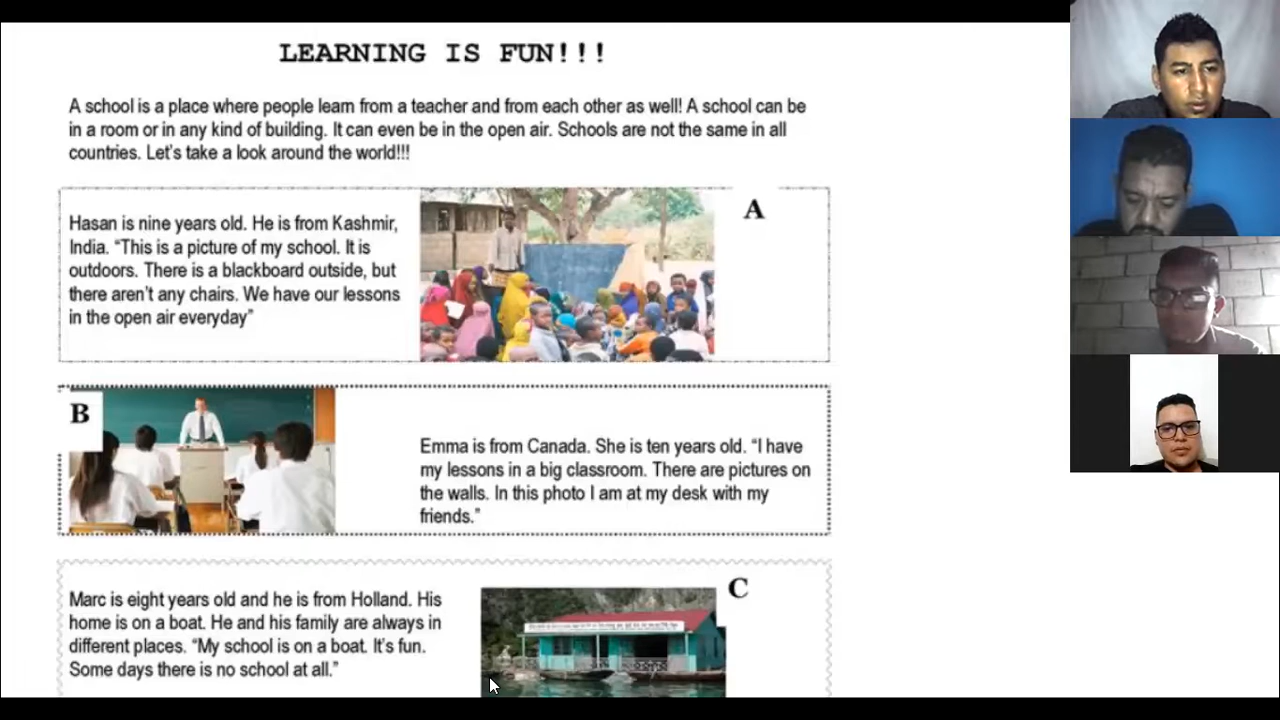 LEARNING IS FUN!!!
A school is a place where people learn from a teacher and from each other as well! A school can be
in a room or in any kind of building. It can even be in the open air. Schools are not the same in all
countries. Let's take a look around the world!!!
A
Hasan is nine years old. He is from Kashmir,
India. “This is a picture of my school. It is
outdoors. There is a blackboard outside, but
there aren't any chairs. We have our lessons
in the open air everyday”
B
Emma is from Canada. She is ten years old. “I have
my lessons in a big classroom. There are pictures on
the walls. In this photo I am at my desk with my
friends.”
C
Marc is eight years old and he is from Holland. His
home is on a boat. He and his family are always in
different places. “My school is on a boat. It's fun.
Some days there is no school at all.”